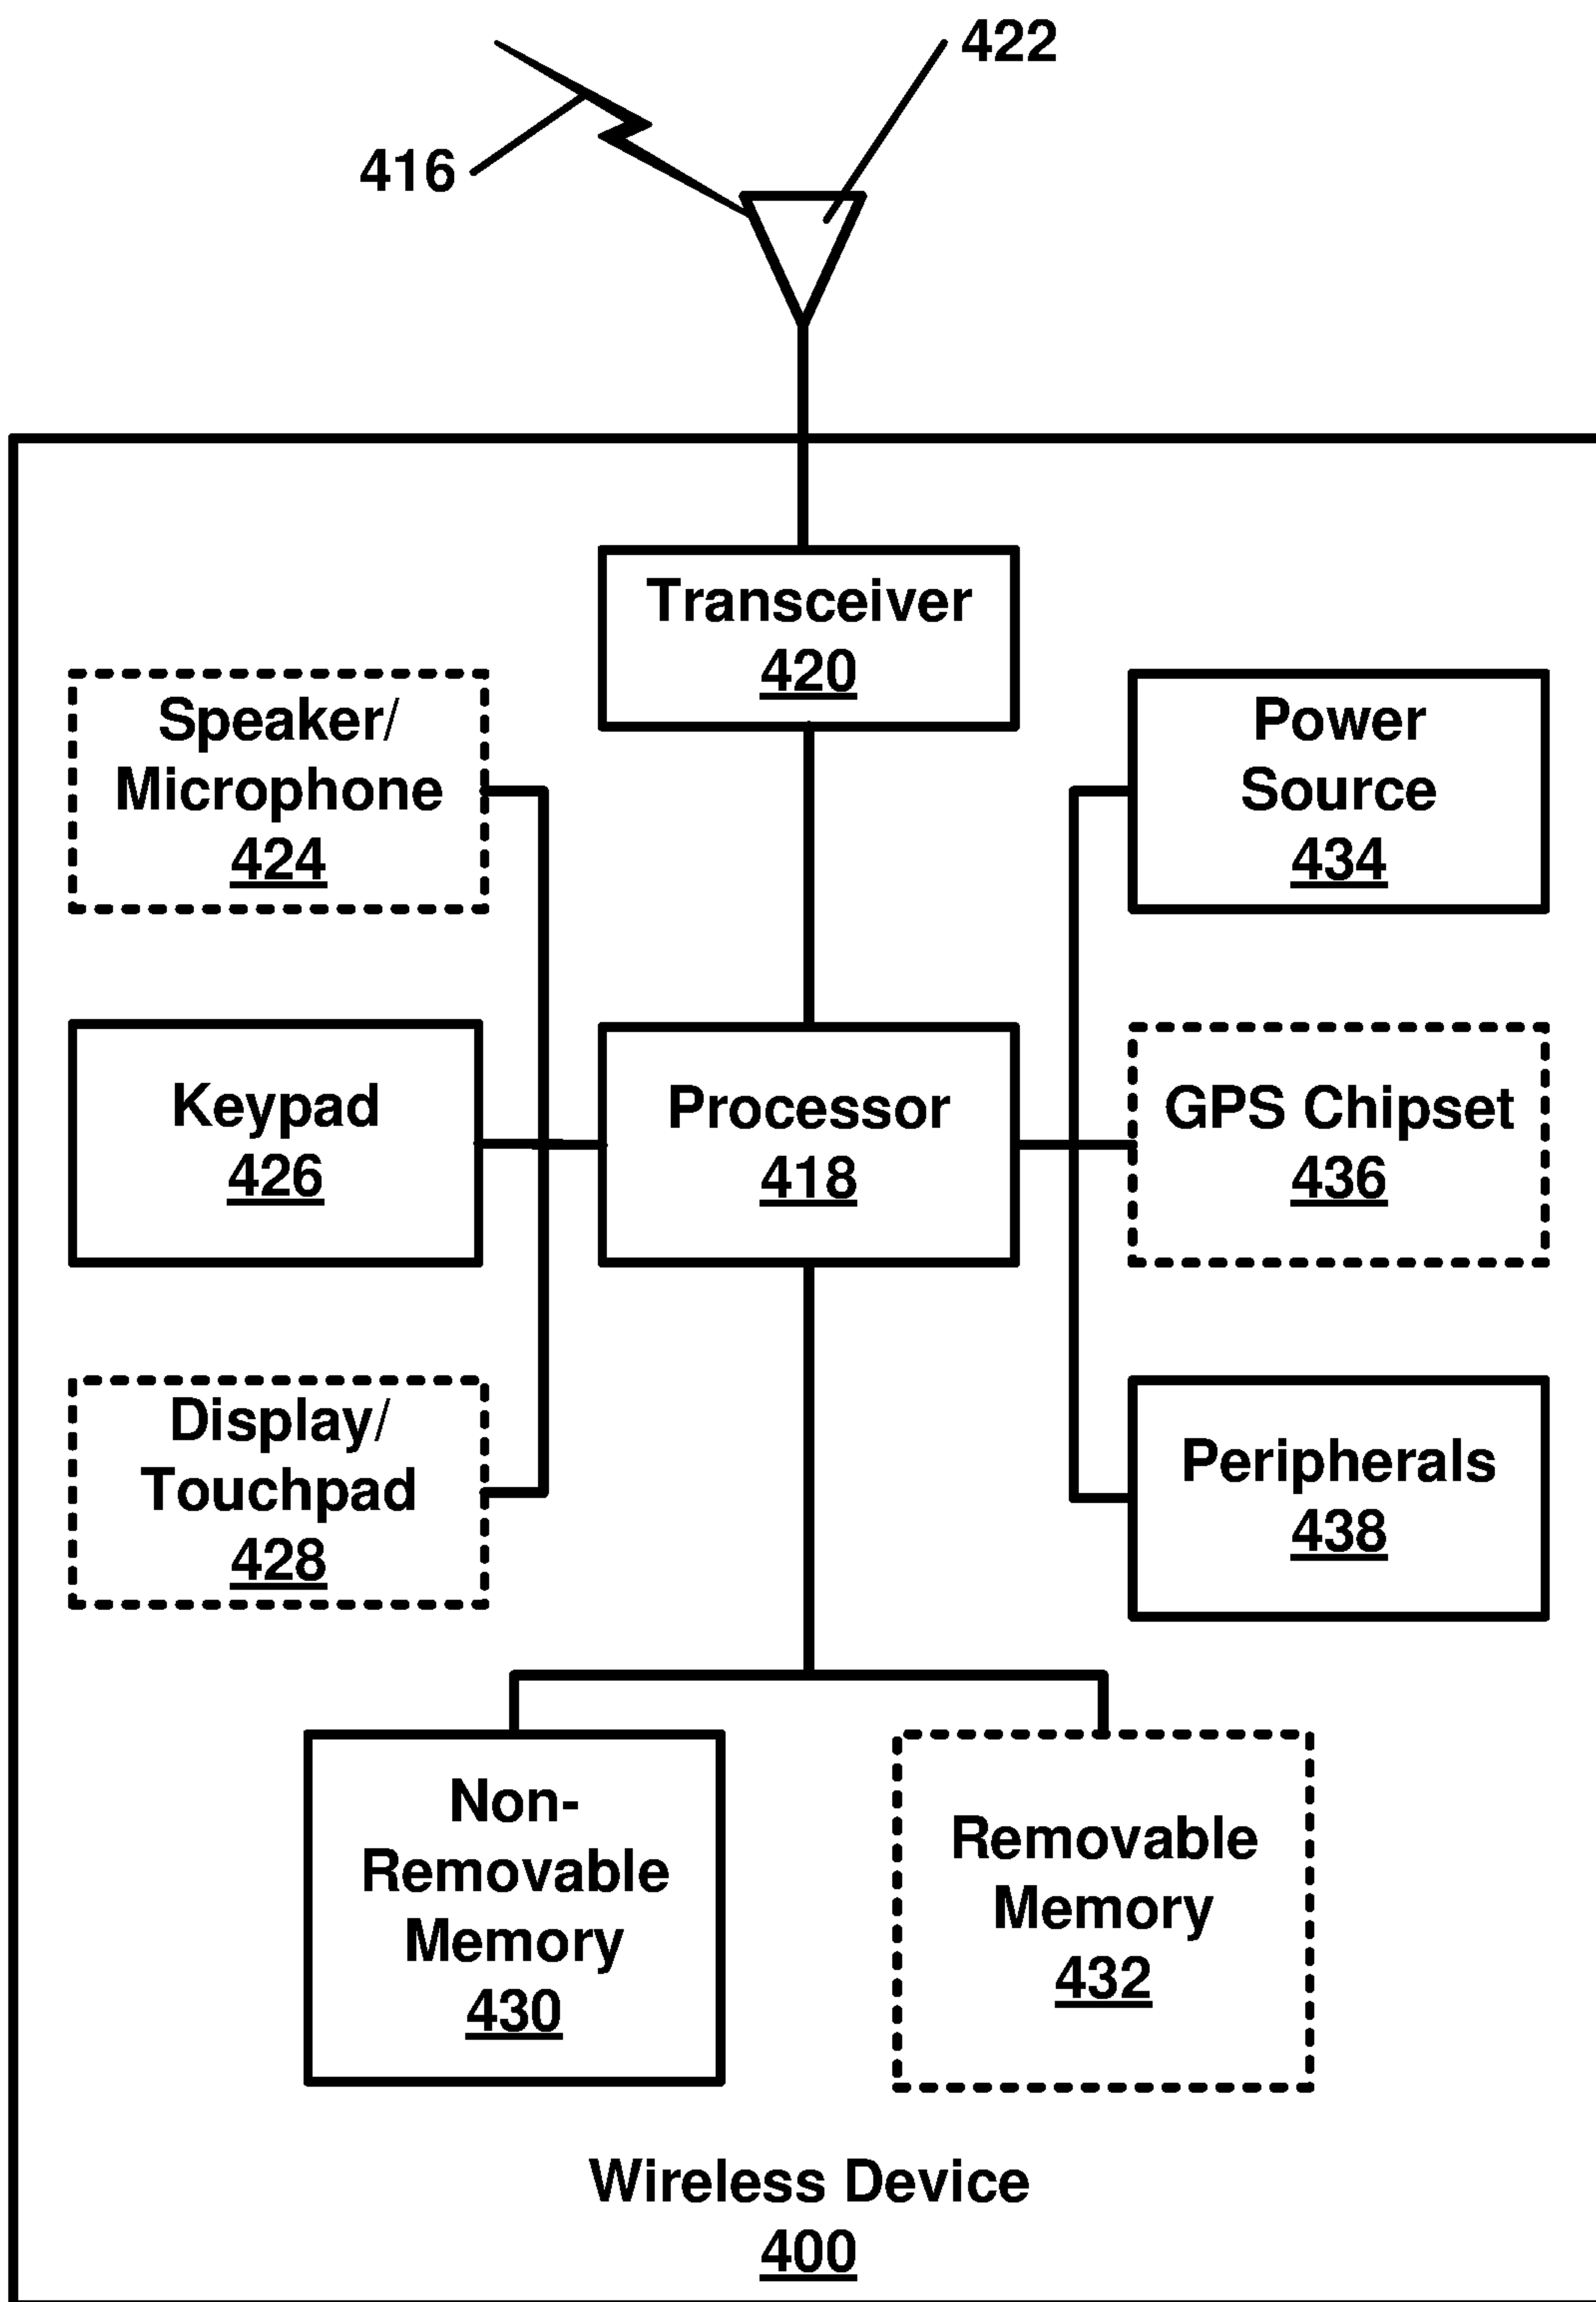 422
416
Transceiver
420
Speaker/
Microphone
424
Power
Source
434
Keypad
426
Processor
418
GPS Chipset
436
Display/
Touchpad
428
Peripherals
438
Non-
Removable
Memory
430
Removable
Memory
432
Wireless Device
400